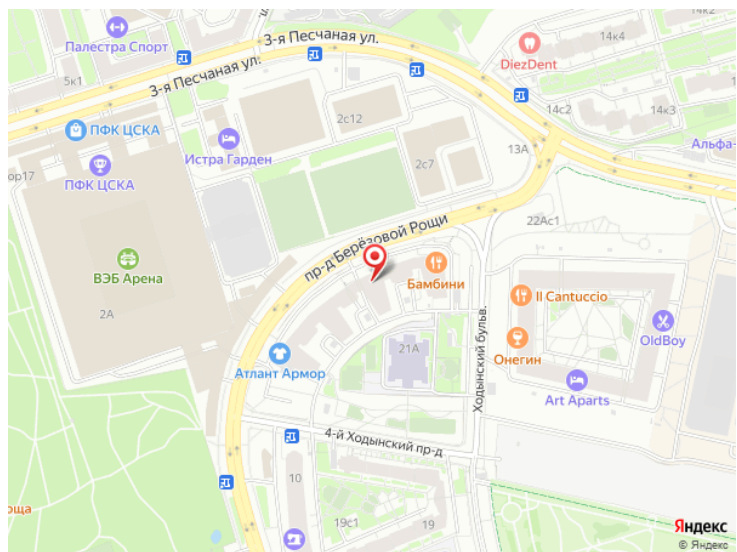 14к4
3-я Песчаная ул.
Палестра Спорт
DiezDent
5к1
3-я Песчаная ул.
14с2
14к3
2с12
ПФК ЦСКА
Истра Гарден
13А
Альфа-
ор17
ПФК ЦСКА
2с7
22Ас1
пр-д Берёзовой Рощи
ВЭБ Арена
Бамбини
Il Cantuccio
2А
OldBoy
21А
Онегин
Ходынский бульв.
Атлант Армор
Art Aparts
4-й Ходынский пр-д
10
оща
19с1
19
Яндекс
© Яндекс